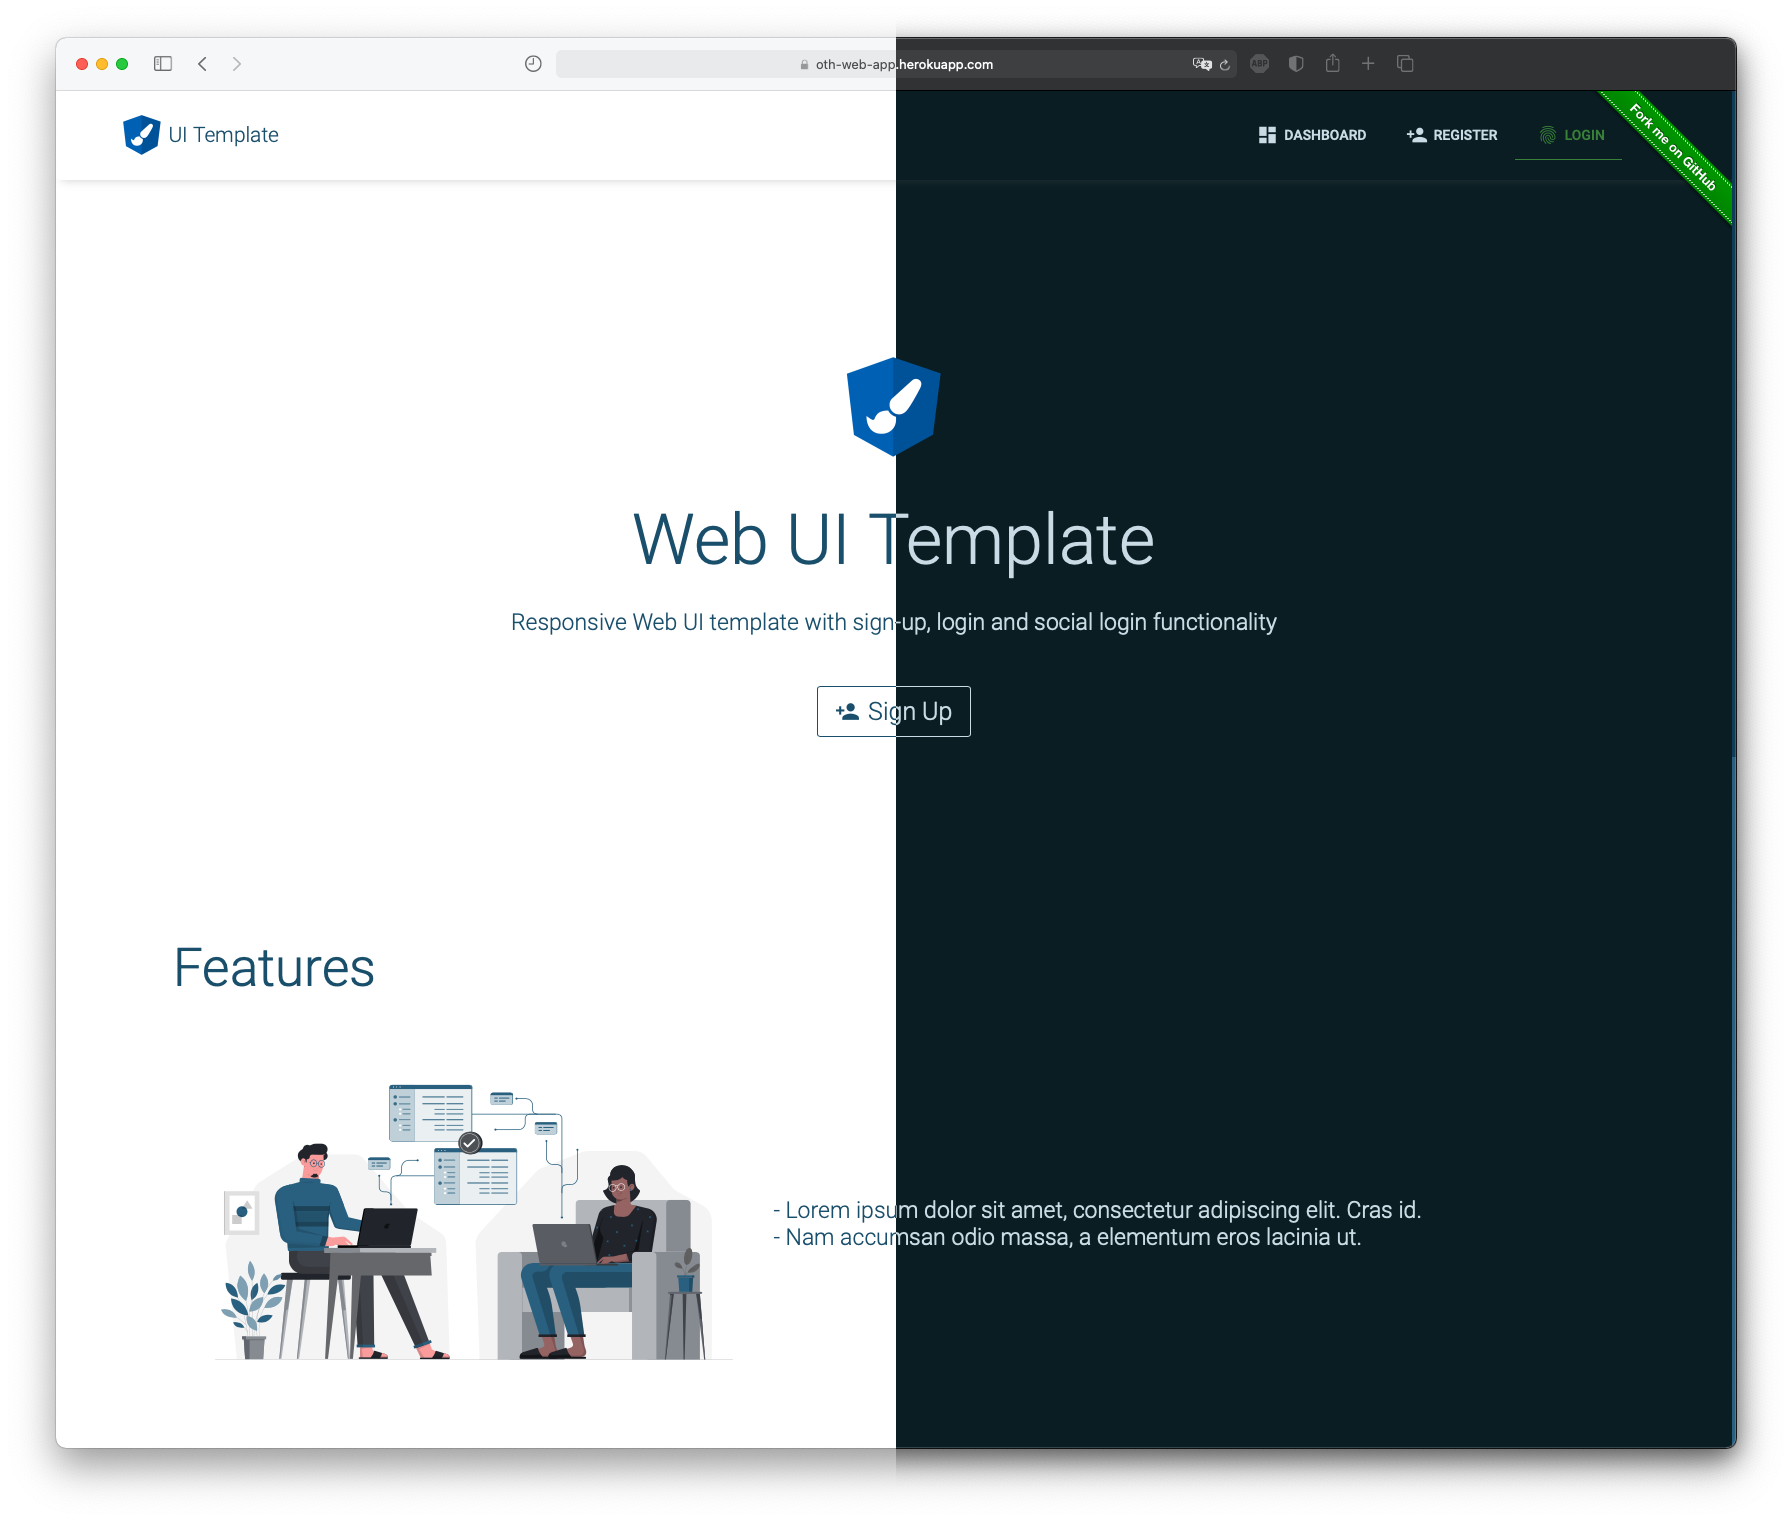 oth-web-app.herokuapp.com
ABP
UI Template
DASHBOARD
REGISTER
LOGIN
Fork me on GitHub
Web UI Template
Responsive Web UI template with sign-up, login and social login functionality
Sign Up
Features
- Lorem ipsum dolor sit amet, consectetur adipiscing elit. Cras id.
- Nam accumsan odio massa, a elementum eros lacinia ut.